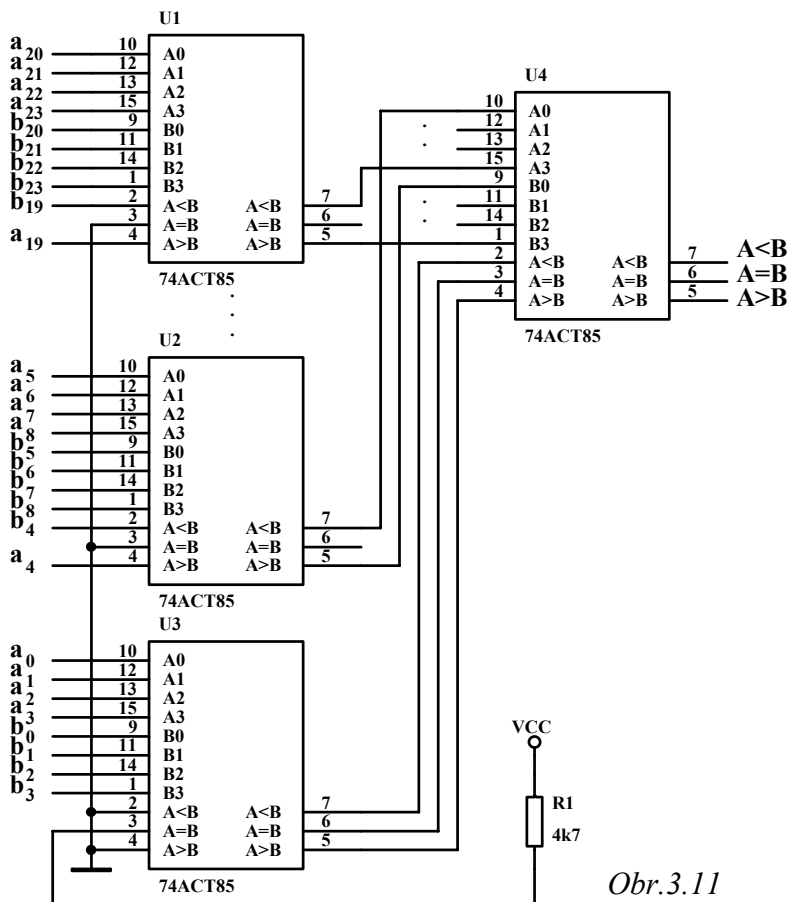 U1
a20 10 A0
a21 12 A1
a22 13 A2
a23 15 A3
b20 9 B0
b21 11 B1
b22 14 B2
b23 1 B3
b19 2 A<B A<B 7
3 A=B A=B 6
a19 4 A>B A>B 5
74ACT85
U4
10 A0
12 A1
13 A2
15 A3
9 B0
11 B1
14 B2
1 B3
2 A<B A<B 7 A<B
3 A=B A=B 6 A=B
4 A>B A>B 5 A>B
74ACT85
U2
a5 10 A0
a6 12 A1
a7 13 A2
a8 15 A3
b5 9 B0
b6 11 B1
b7 14 B2
b8 1 B3
b4 2 A<B A<B 7
3 A=B A=B 6
a4 4 A>B A>B 5
74ACT85
U3
a0 10 A0
a1 12 A1
a2 13 A2
a3 15 A3
b0 9 B0
b1 11 B1
b2 14 B2
b3 1 B3
2 A<B A<B 7
3 A=B A=B 6
4 A>B A>B 5
74ACT85
VCC
R1
4k7
Obr.3.11